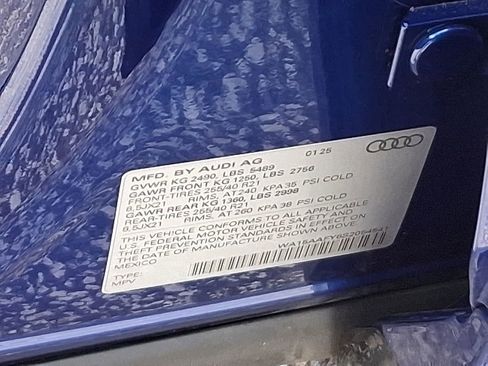 MFD. BY AUDI AG 01 25
GVWR KG 2490, LBS 5489
GAWR FRONT KG 1250, LBS 2756
FRONT-TIRES 255/40 R21
8,5JX21 RIMS, AT 240 KPA 35 PSI COLD
GAWR REAR KG 1360, LBS 2998
REAR-TIRES 255/40 R21
8,5JX21 RIMS, AT 260 KPA 38 PSI COLD
THIS VEHICLE CONFORMS TO ALL APPLICABLE
U.S. FEDERAL MOTOR VEHICLE SAFETY AND
THEFT PREVENTION STANDARDS IN EFFECT ON
THE DATE OF MANUFACTURE SHOWN ABOVE
MEXICO
TYPE:
MPV